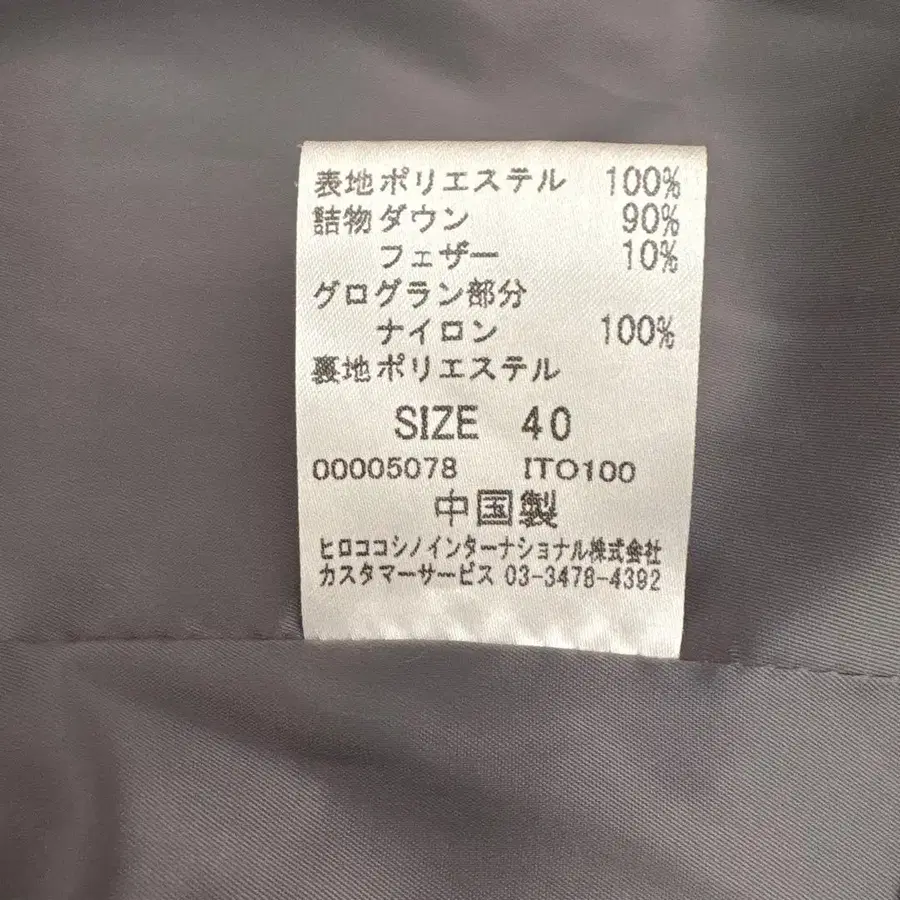 表地ポリエステル 100%
詰物ダウン 90%
フェザー 10%
グログラン部分
ナイロン 100%
裏地ポリエステル
SIZE 40
00005078 ITO100
中国製
ヒロココシノインターナショナル株式会社
カスタマーサービス 03-3478-4392